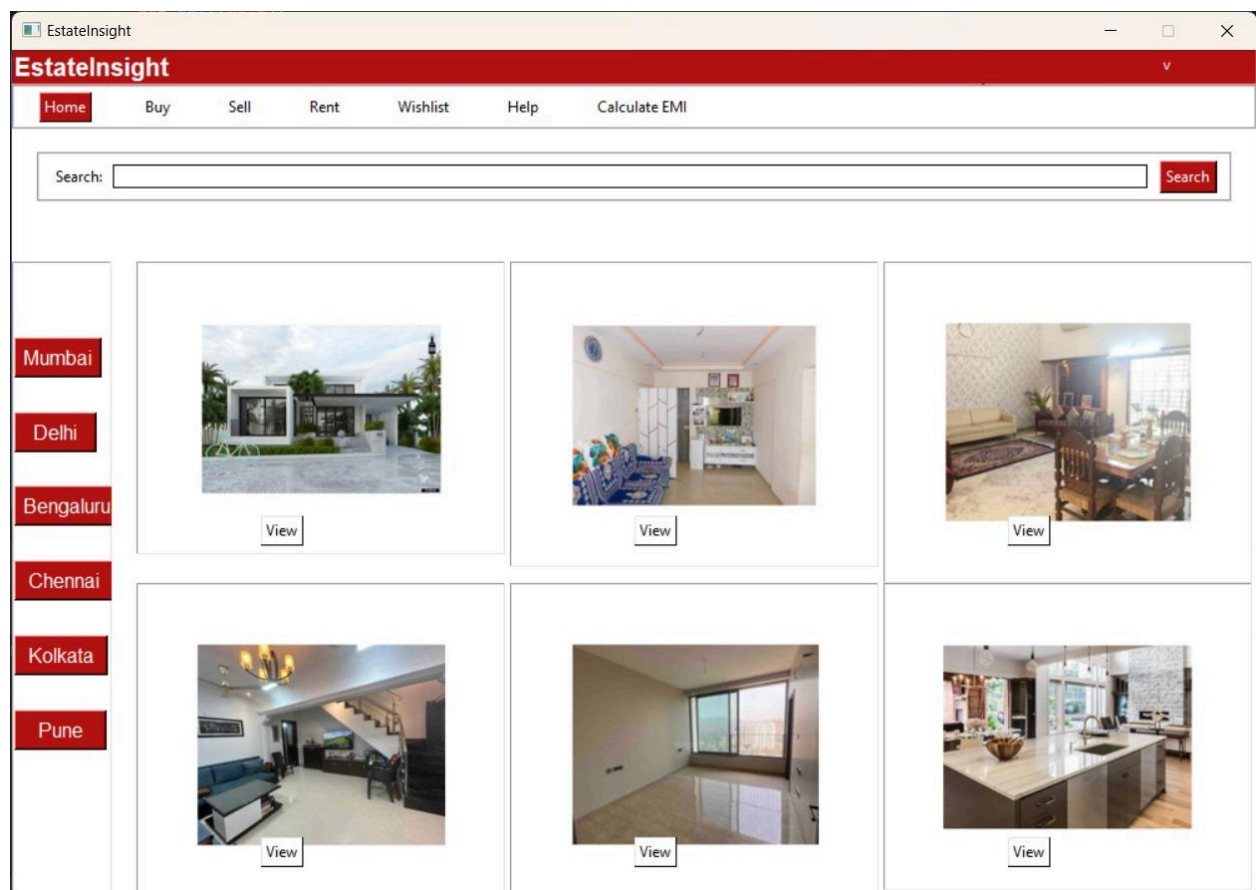 EstateInsight
EstateInsight v
Home Buy Sell Rent Wishlist Help Calculate EMI
Search: Search
Mumbai
Delhi
Bengaluru
Chennai
Kolkata
Pune
View View View
View View View